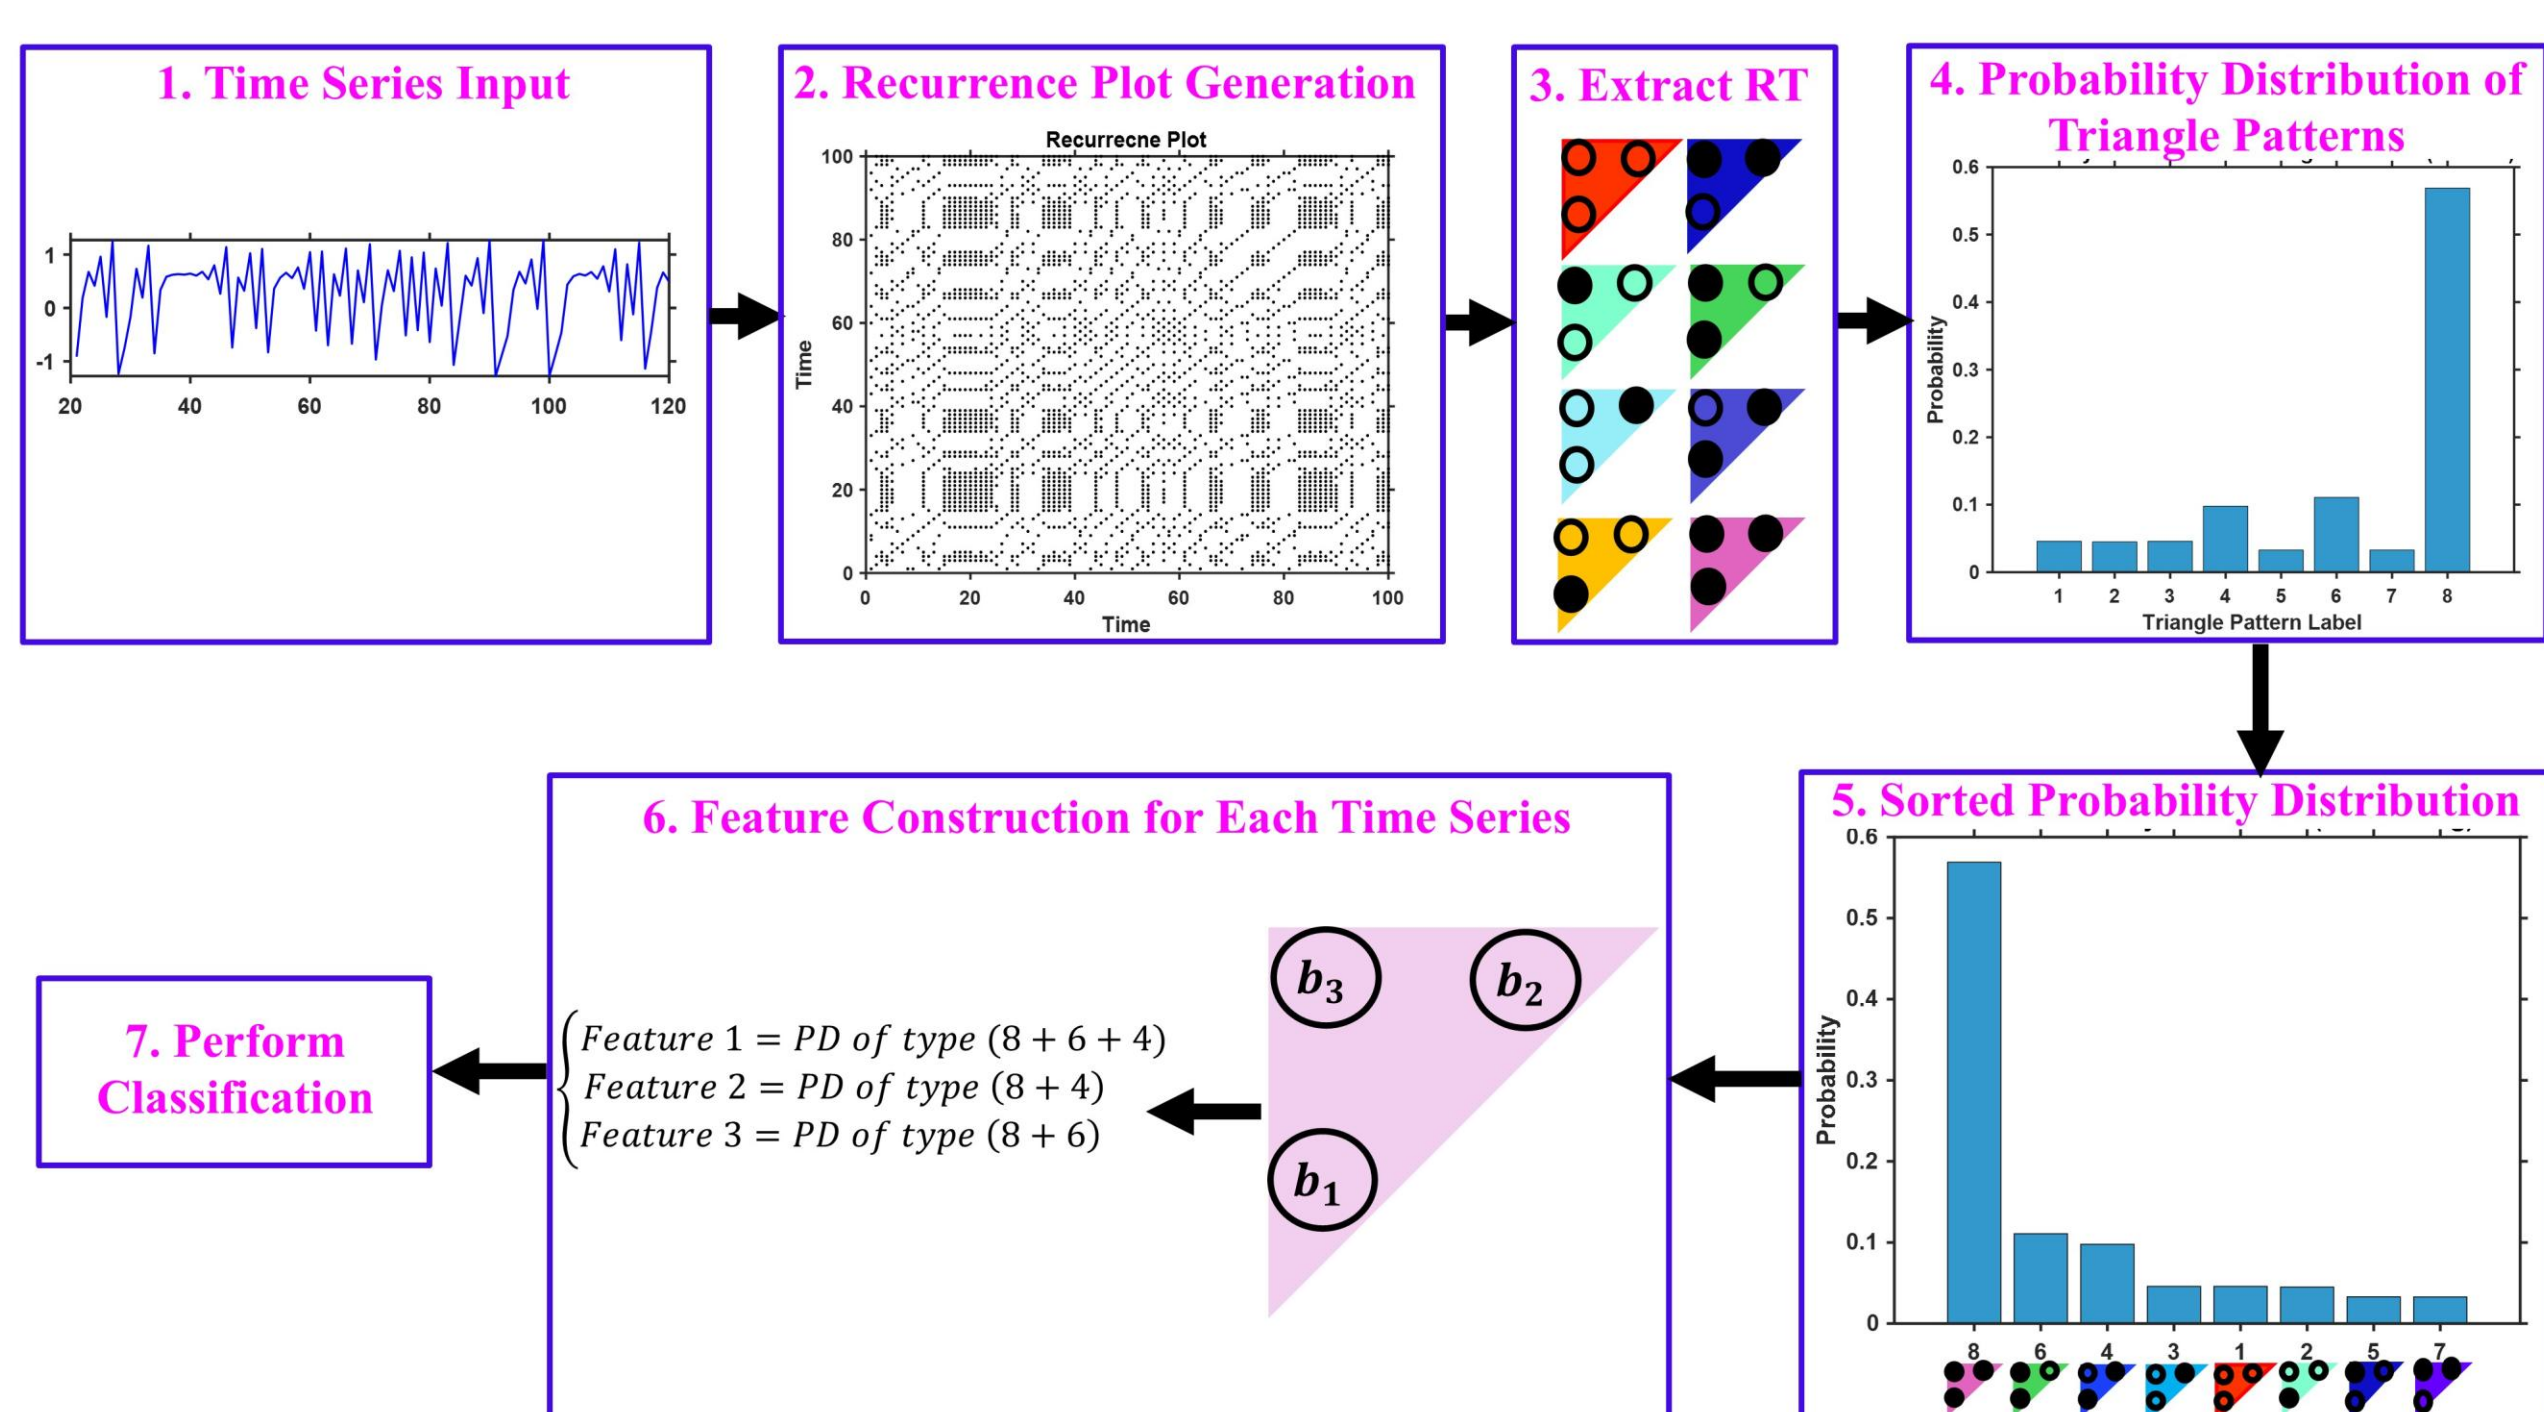 1. Time Series Input
1
0
-1
20 40 60 80 100 120
2. Recurrence Plot Generation
Recurrecne Plot
100
80
60
40
20
0
Time
0 20 40 60 80 100
Time
3. Extract RT
4. Probability Distribution of
Triangle Patterns
0.6
0.5
0.4
0.3
0.2
0.1
0
Probability
1 2 3 4 5 6 7 8
Triangle Pattern Label
5. Sorted Probability Distribution
0.6
0.5
0.4
0.3
0.2
0.1
0
Probability
8 6 4 3 1 2 5 7
6. Feature Construction for Each Time Series
b₃
b₂
b₁
Feature 1 = PD of type (8 + 6 + 4)
Feature 2 = PD of type (8 + 4)
Feature 3 = PD of type (8 + 6)
7. Perform
Classification